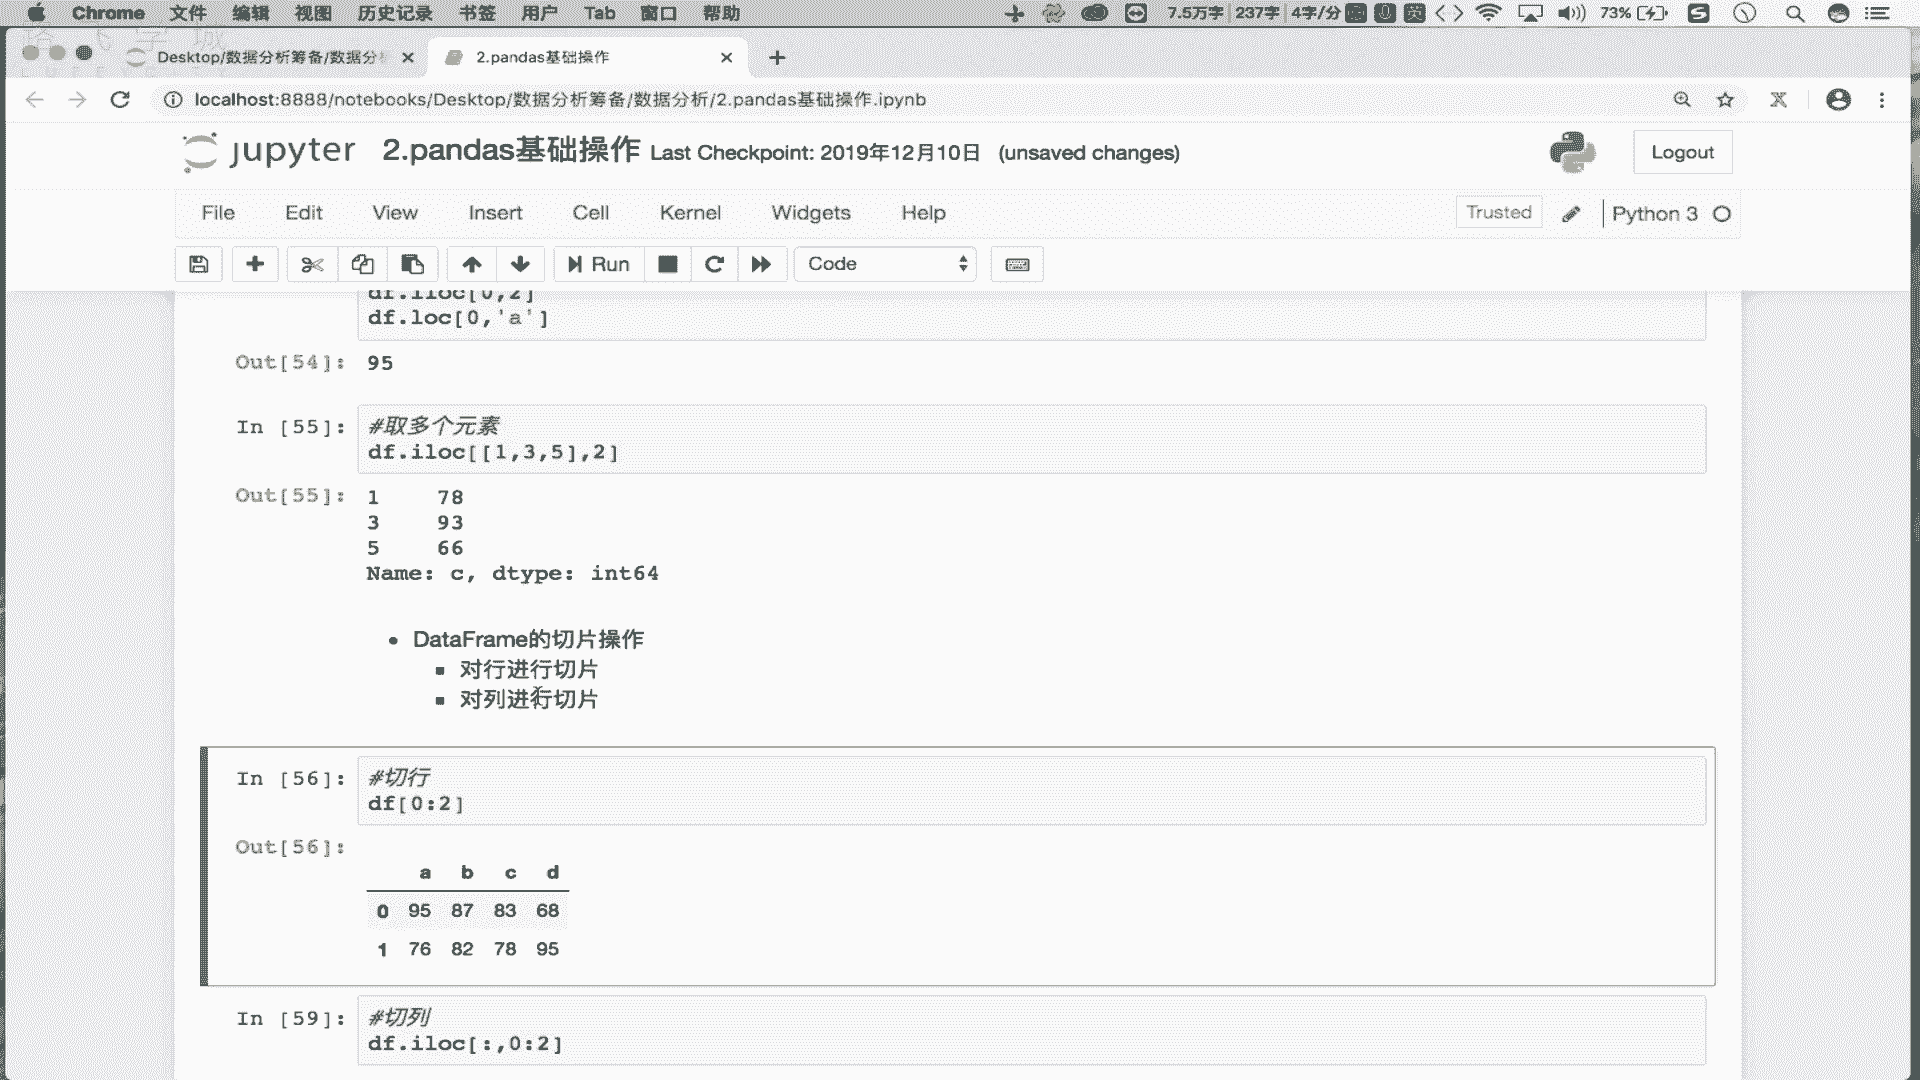 Chrome 文件 编辑 视图 历史记录 书签 用户 Tab 窗口 帮助 7.5万字 237字 4字/分 英 73%
Desktop/数据分析筹备/数据分析 2.pandas基础操作
localhost:8888/notebooks/Desktop/数据分析筹备/数据分析/2.pandas基础操作.ipynb
jupyter 2.pandas基础操作 Last Checkpoint: 2019年12月10日 (unsaved changes) Logout
File Edit View Insert Cell Kernel Widgets Help Trusted Python 3
Run Code
df.iloc[0,2]
df.loc[0,'a']
Out[54]: 95
In [55]: #取多个元素
df.iloc[[1,3,5],2]
Out[55]: 1 78
3 93
5 66
Name: c, dtype: int64
• DataFrame的切片操作
▪ 对行进行切片
▪ 对列进行切片
In [56]: #切行
df[0:2]
Out[56]:
a b c d
0 95 87 83 68
1 76 82 78 95
In [59]: #切列
df.iloc[:,0:2]